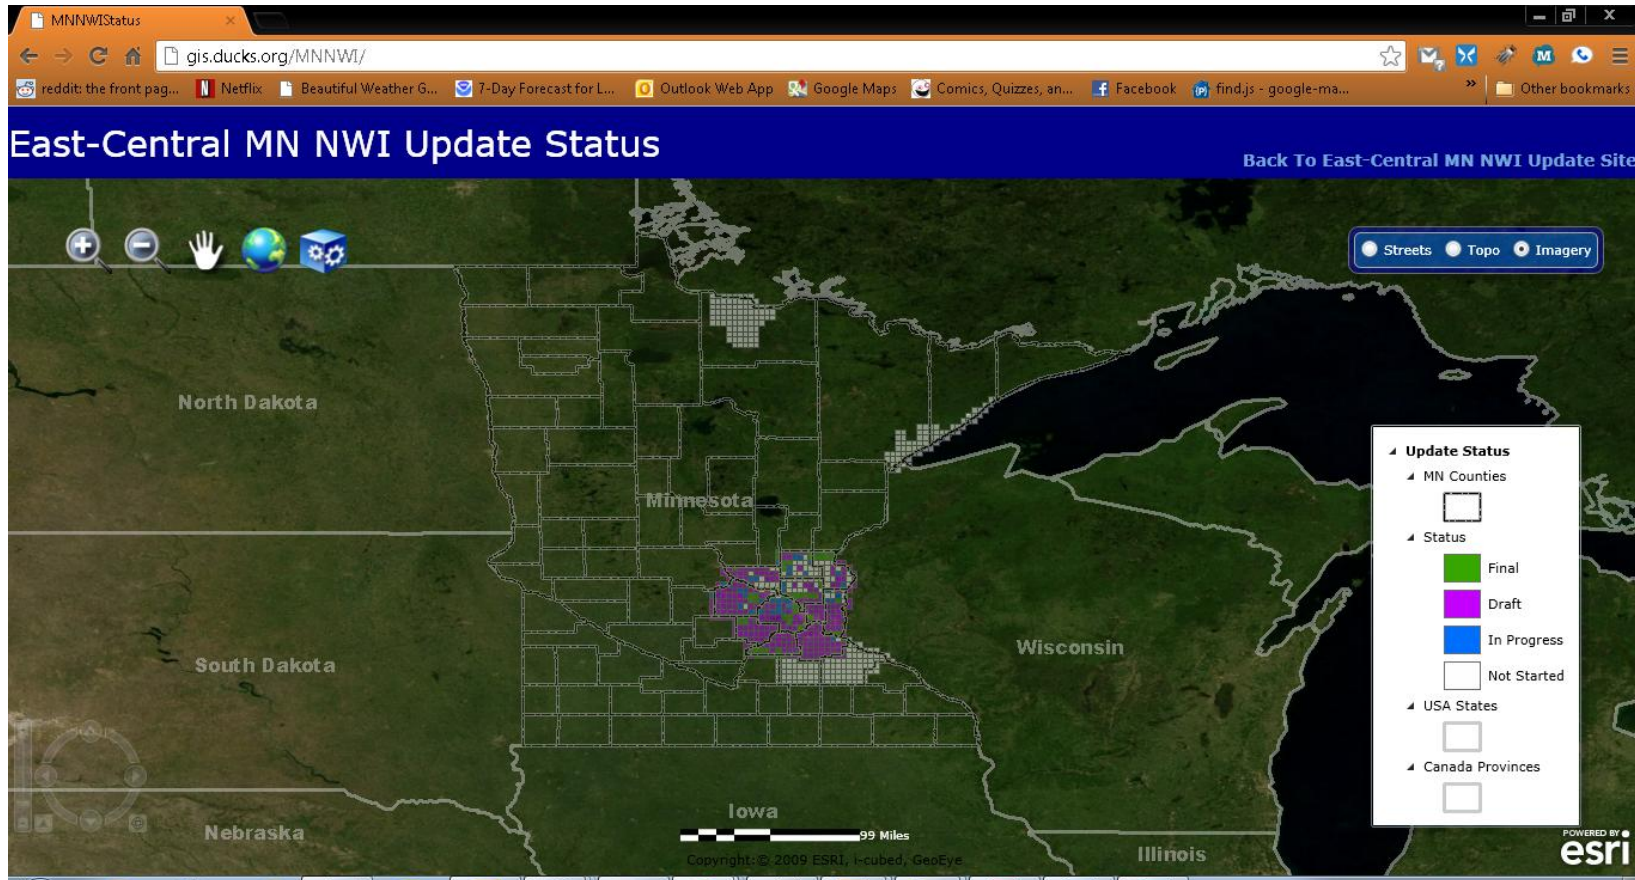 MNNWIStatus
gis.ducks.org/MNNWI/
reddit: the front pag... Netflix Beautiful Weather G... 7-Day Forecast for L... Outlook Web App Google Maps Comics, Quizzes, an... Facebook find.js - google-ma... » Other bookmarks
East-Central MN NWI Update Status
Back To East-Central MN NWI Update Site
Streets Topo Imagery
North Dakota
Minnesota
South Dakota
Wisconsin
Iowa
Nebraska
Illinois
Update Status
MN Counties
Status
Final
Draft
In Progress
Not Started
USA States
Canada Provinces
99 Miles
Copyright:© 2009 ESRI, i-cubed, GeoEye
POWERED BY
esri